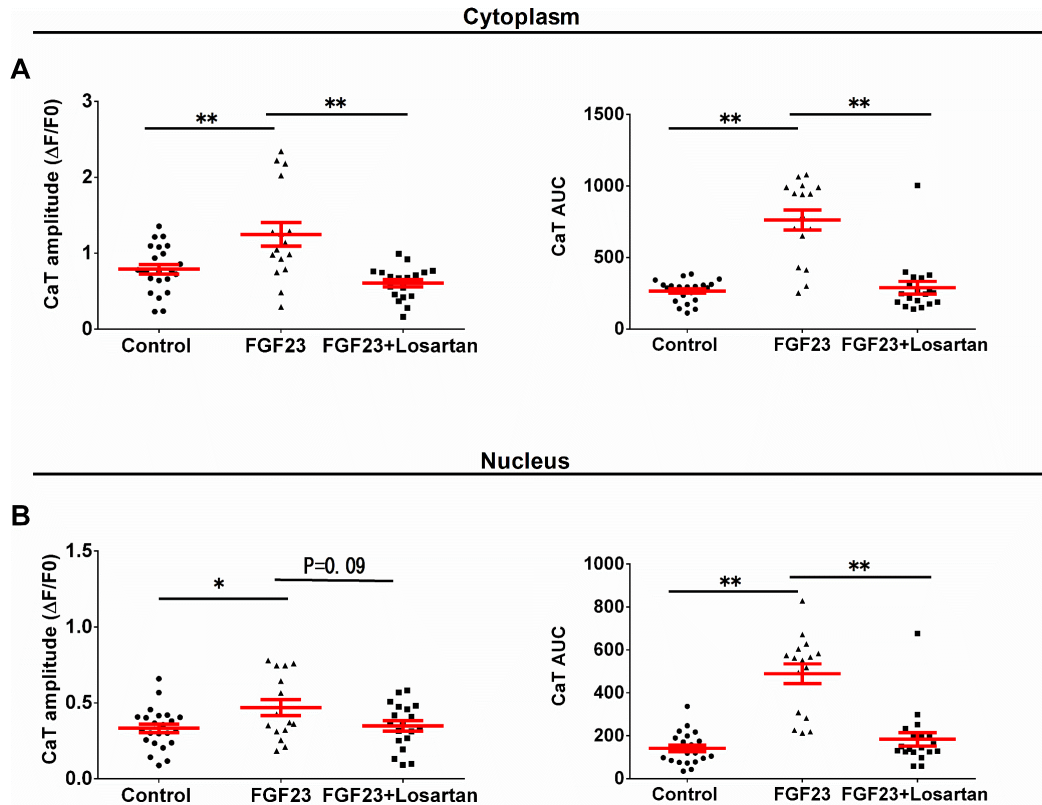 Cytoplasm
A
CaT amplitude (ΔF/F0)
3
2
1
0
**
**
Control
FGF23
FGF23+Losartan
CaT AUC
1500
1000
500
0
**
**
Control
FGF23
FGF23+Losartan
Nucleus
B
CaT amplitude (ΔF/F0)
1.5
1.0
0.5
0.0
*
P=0.09
Control
FGF23
FGF23+Losartan
CaT AUC
1000
800
600
400
200
0
**
**
Control
FGF23
FGF23+Losartan